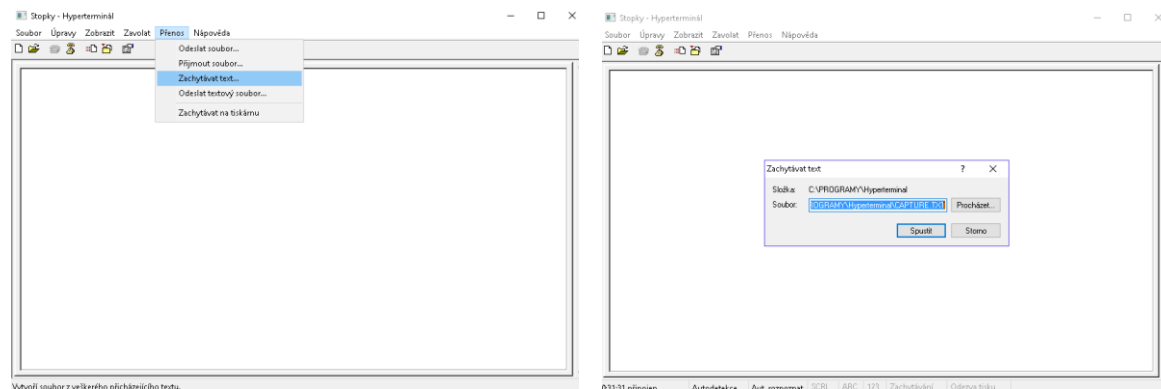 Stopky - Hyperterminál
Soubor Úpravy Zobrazit Zavolat Přenos Nápověda
Odeslat soubor...
Přijmout soubor...
Zachytávat text...
Odeslat textový soubor...
Zachytávat na tiskárnu
Vytvoří soubor z veškerého přicházejícího textu.
Stopky - Hyperterminál
Soubor Úpravy Zobrazit Zavolat Přenos Nápověda
Zachytávat text
Složka: C:\PROGRAMY\Hyperterminal
Soubor: \Hyperterminal\CAPTURE.TXT Procházet...
Spustit Storno
0:31:31 připojen Autodetekce Aut. rozpoznat SCRL ABC 123 Zachytávání Odezva tisku